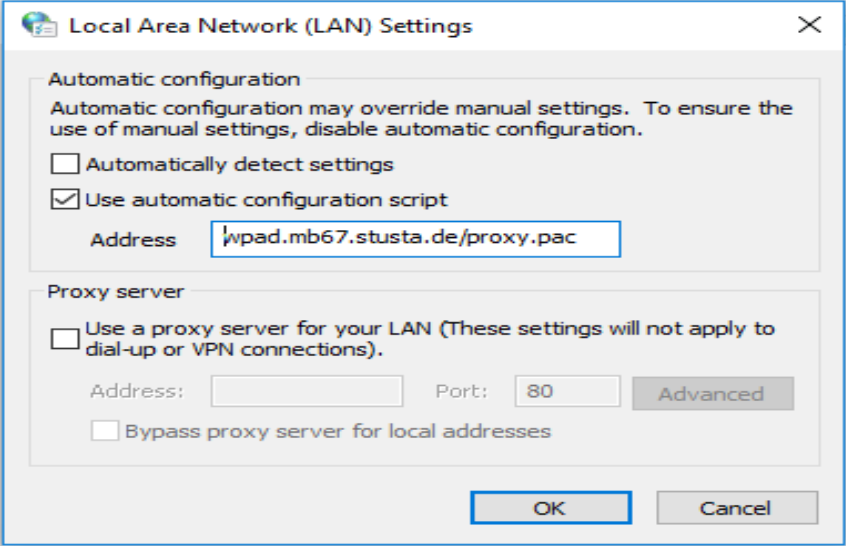 Local Area Network (LAN) Settings
Automatic configuration
Automatic configuration may override manual settings. To ensure the
use of manual settings, disable automatic configuration.
Automatically detect settings
Use automatic configuration script
Address wpad.mb67.stusta.de/proxy.pac
Proxy server
Use a proxy server for your LAN (These settings will not apply to
dial-up or VPN connections).
Address: Port: 80 Advanced
Bypass proxy server for local addresses
OK Cancel